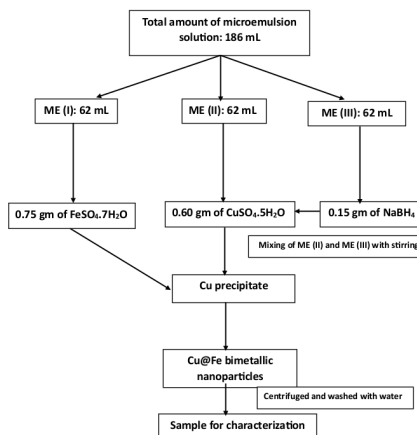 Total amount of microemulsion
solution: 186 mL
ME (I): 62 mL
ME (II): 62 mL
ME (III): 62 mL
0.75 gm of FeSO₄.7H₂O
0.60 gm of CuSO₄.5H₂O
0.15 gm of NaBH₄
Mixing of ME (II) and ME (III) with stirring
Cu precipitate
Cu@Fe bimetallic
nanoparticles
Centrifuged and washed with water
Sample for characterization